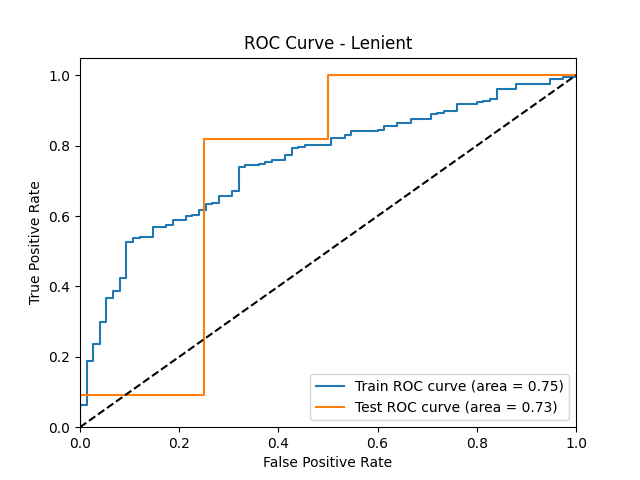 ROC Curve - Lenient
True Positive Rate
1.0
0.8
0.6
0.4
0.2
0.0
0.0 0.2 0.4 0.6 0.8 1.0
False Positive Rate
Train ROC curve (area = 0.75)
Test ROC curve (area = 0.73)